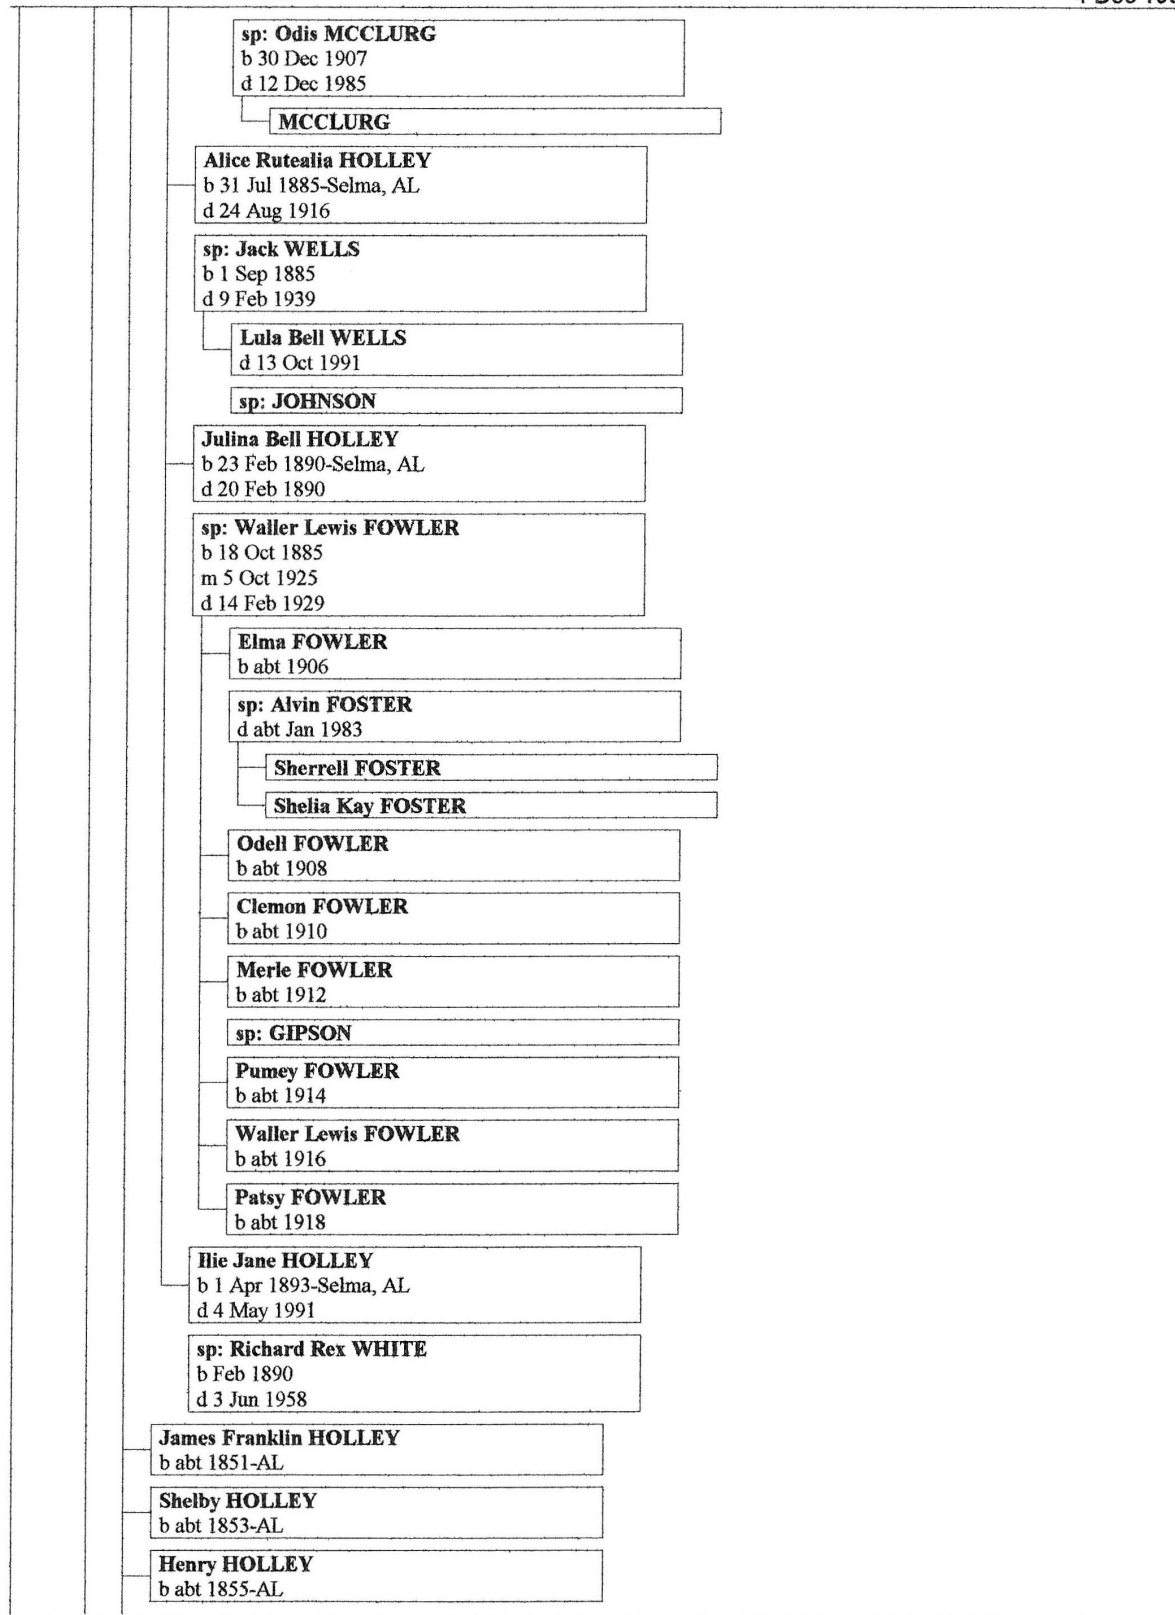 sp: Odis MCCLURG
b 30 Dec 1907
d 12 Dec 1985
MCCLURG
Alice Rutealia HOLLEY
b 31 Jul 1885-Selma, AL
d 24 Aug 1916
sp: Jack WELLS
b 1 Sep 1885
d 9 Feb 1939
Lula Bell WELLS
d 13 Oct 1991
sp: JOHNSON
Julina Bell HOLLEY
b 23 Feb 1890-Selma, AL
d 20 Feb 1890
sp: Waller Lewis FOWLER
b 18 Oct 1885
m 5 Oct 1925
d 14 Feb 1929
Elma FOWLER
b abt 1906
sp: Alvin FOSTER
d abt Jan 1983
Sherrell FOSTER
Shelia Kay FOSTER
Odell FOWLER
b abt 1908
Clemon FOWLER
b abt 1910
Merle FOWLER
b abt 1912
sp: GIPSON
Pumey FOWLER
b abt 1914
Waller Lewis FOWLER
b abt 1916
Patsy FOWLER
b abt 1918
Ilie Jane HOLLEY
b 1 Apr 1893-Selma, AL
d 4 May 1991
sp: Richard Rex WHITE
b Feb 1890
d 3 Jun 1958
James Franklin HOLLEY
b abt 1851-AL
Shelby HOLLEY
b abt 1853-AL
Henry HOLLEY
b abt 1855-AL